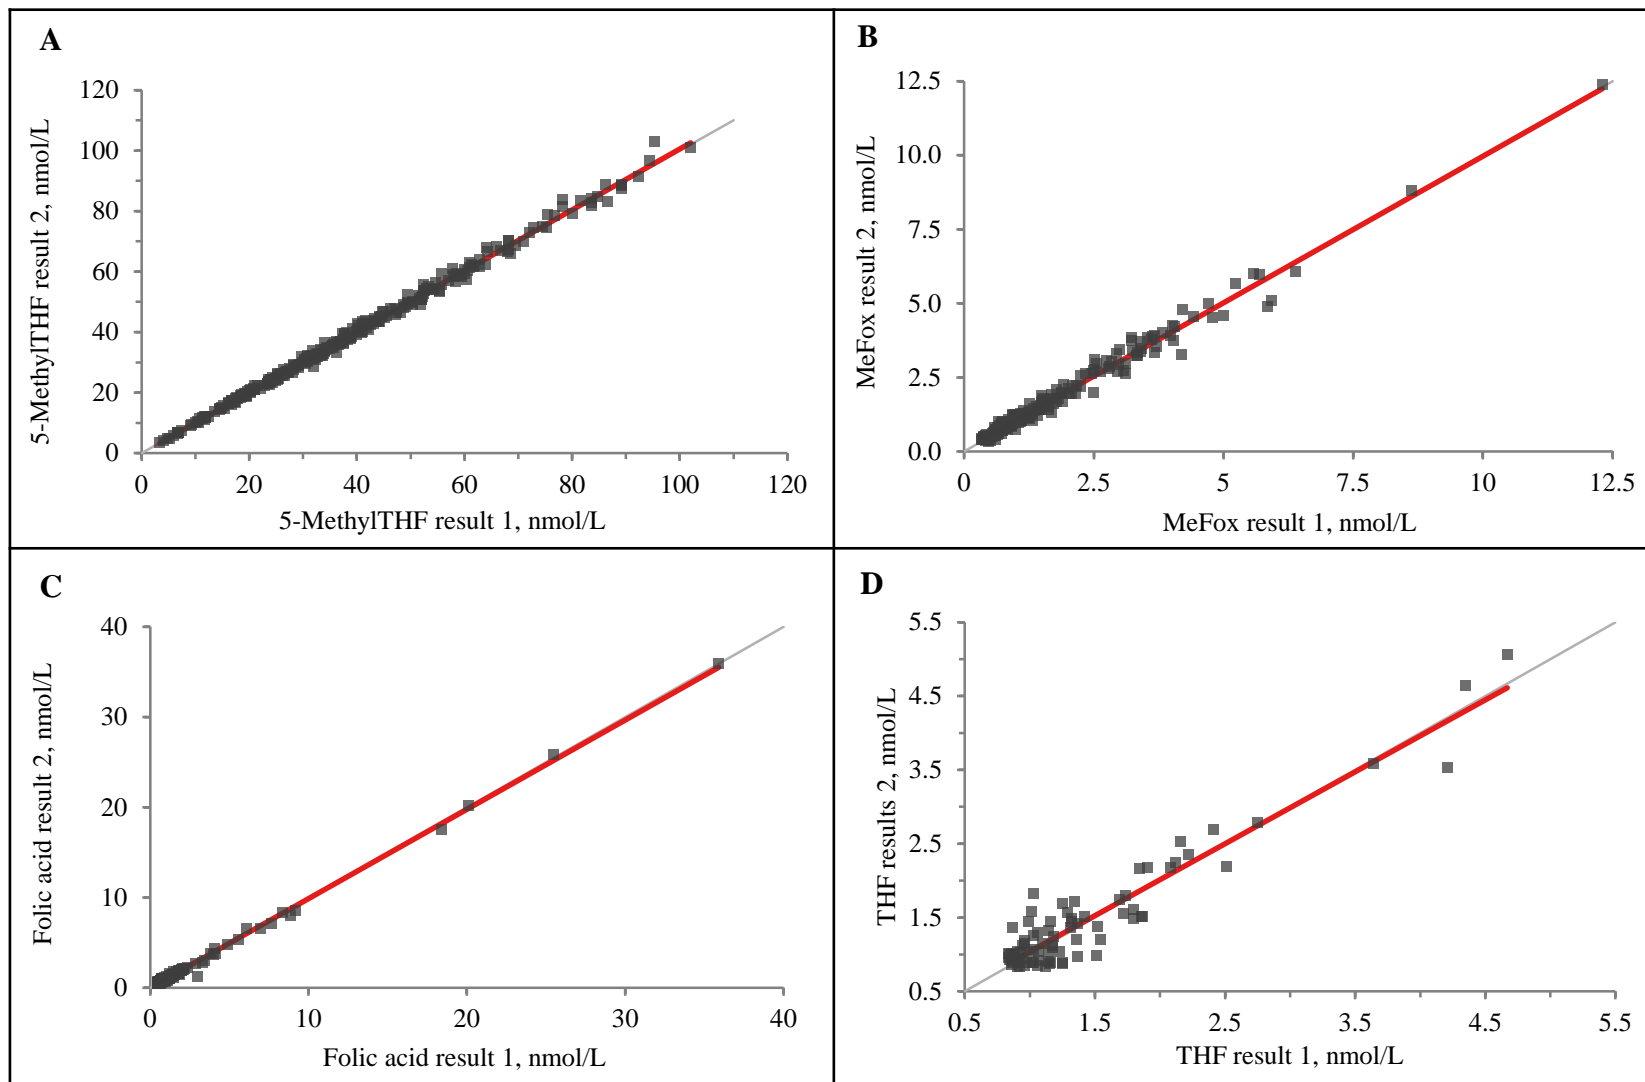 A
120
100
80
60
40
20
0
0 20 40 60 80 100 120
5-MethylTHF result 2, nmol/L
5-MethylTHF result 1, nmol/L
B
12.5
10.0
7.5
5.0
2.5
0.0
0 2.5 5 7.5 10 12.5
MeFox result 2, nmol/L
MeFox result 1, nmol/L
C
40
30
20
10
0
0 10 20 30 40
Folic acid result 2, nmol/L
Folic acid result 1, nmol/L
D
5.5
4.5
3.5
2.5
1.5
0.5
0.5 1.5 2.5 3.5 4.5 5.5
THF results 2, nmol/L
THF result 1, nmol/L